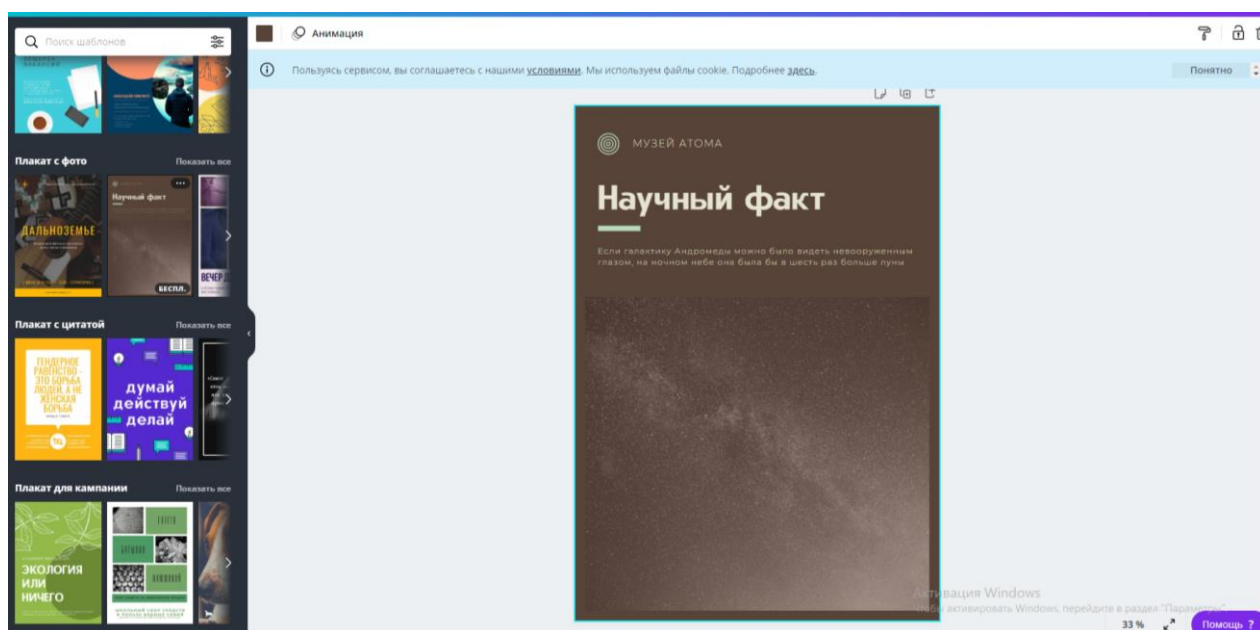 Поиск шаблонов
Анимация
Пользуясь сервисом, вы соглашаетесь с нашими условиями. Мы используем файлы cookie. Подробнее здесь.
Понятно
Плакат с фото
Показать все
ДАЛЬНОЗЕМЬЕ
Научный факт
БЕСПЛ.
ВЕЧЕР
Плакат с цитатой
Показать все
ГЕНДЕРНОЕ
РАВЕНСТВО -
ЭТО БОРЬБА
ЛЮДЕЙ, А НЕ
ЖЕНСКАЯ
БОРЬБА
думай
действуй
делай
Плакат для кампании
Показать все
ЭКОЛОГИЯ
ИЛИ
НИЧЕГО
МУЗЕЙ АТОМА
Научный факт
Если галактику Андромеды можно было видеть невооруженным
глазом, на ночном небе она была бы в шесть раз больше луны
Активация Windows
Чтобы активировать Windows, перейдите в раздел "Параметры".
33 %
Помощь ?